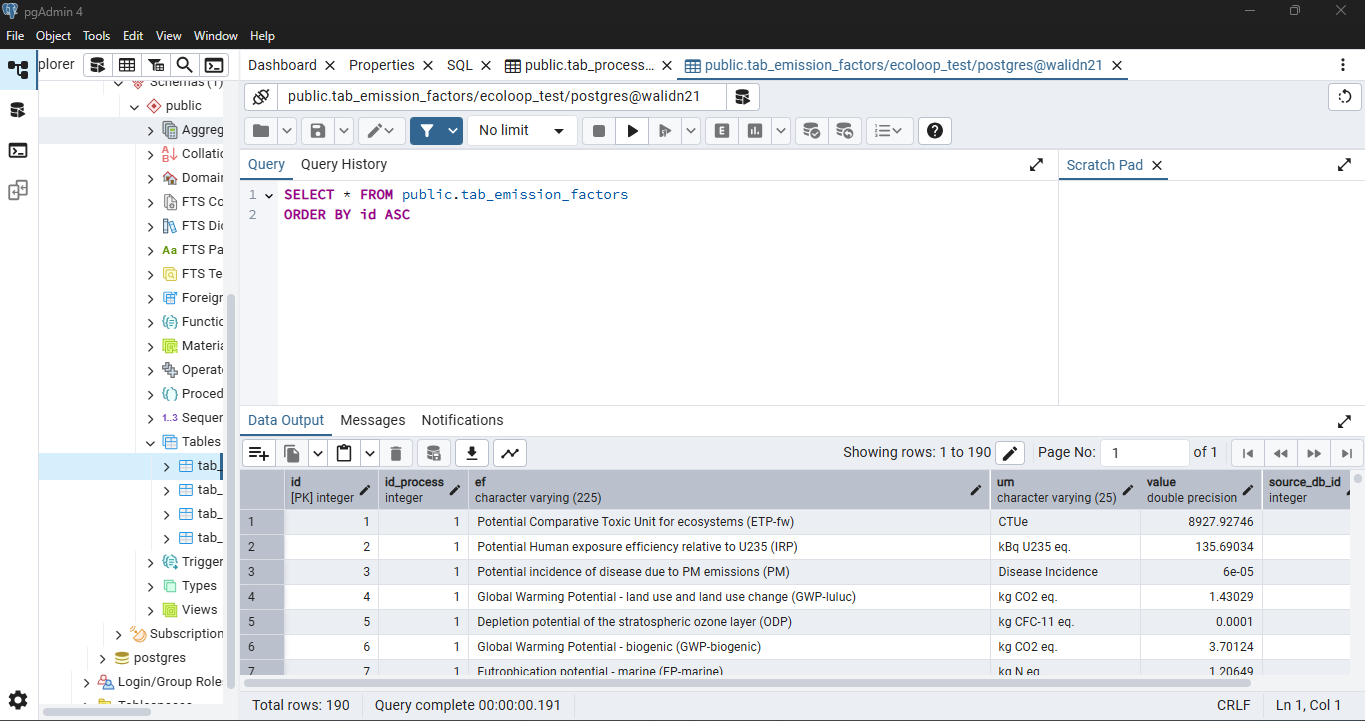 pgAdmin 4
File Object Tools Edit View Window Help
plorer
Dashboard Properties SQL public.tab_process... public.tab_emission_factors/ecoloop_test/postgres@walidn21
public.tab_emission_factors/ecoloop_test/postgres@walidn21
No limit
E
Query Query History
Scratch Pad
1 SELECT * FROM public.tab_emission_factors
2 ORDER BY id ASC
Schemas (1)
public
Aggreg
Collatio
Domain
FTS Co
FTS Dic
Aa FTS Pa
FTS Te
Foreign
Functio
Materia
Operat
Proced
1..3 Sequen
Tables
tab_
tab_
tab_
tab_
Trigger
Types
Views
Subscription
postgres
Login/Group Role
Tablespaces
Data Output Messages Notifications
Showing rows: 1 to 190 Page No: 1 of 1
id [PK] integer
id_process integer
ef character varying (225)
um character varying (25)
value double precision
source_db_id integer
1 1 1 Potential Comparative Toxic Unit for ecosystems (ETP-fw) CTUe 8927.92746
2 2 1 Potential Human exposure efficiency relative to U235 (IRP) kBq U235 eq. 135.69034
3 3 1 Potential incidence of disease due to PM emissions (PM) Disease Incidence 6e-05
4 4 1 Global Warming Potential - land use and land use change (GWP-luluc) kg CO2 eq. 1.43029
5 5 1 Depletion potential of the stratospheric ozone layer (ODP) kg CFC-11 eq. 0.0001
6 6 1 Global Warming Potential - biogenic (GWP-biogenic) kg CO2 eq. 3.70124
7 7 1 Eutrophication potential - marine (EP-marine) kg N eq 1.20649
Total rows: 190 Query complete 00:00:00.191 CRLF Ln 1, Col 1